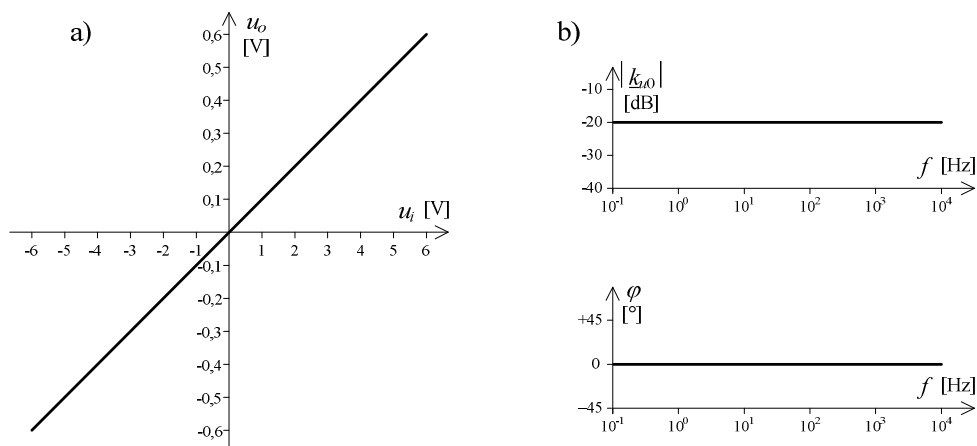 a)
u_o
[V]
0,6
0,5
0,4
0,3
0,2
0,1
u_i [V]
-6 -5 -4 -3 -2 -1 1 2 3 4 5 6
-0,1
-0,2
-0,3
-0,4
-0,5
-0,6
b)
|k_u0|
[dB]
-10
-20
-30
-40
f [Hz]
10^-1 10^0 10^1 10^2 10^3 10^4
φ
[°]
+45
0
−45
f [Hz]
10^-1 10^0 10^1 10^2 10^3 10^4